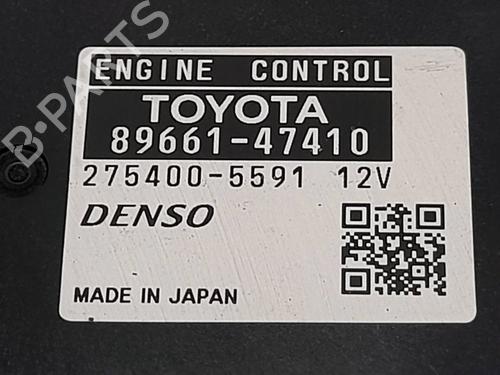 B-PARTS
ENGINE CONTROL
TOYOTA
89661-47410
275400-5591 12V
DENSO
MADE IN JAPAN